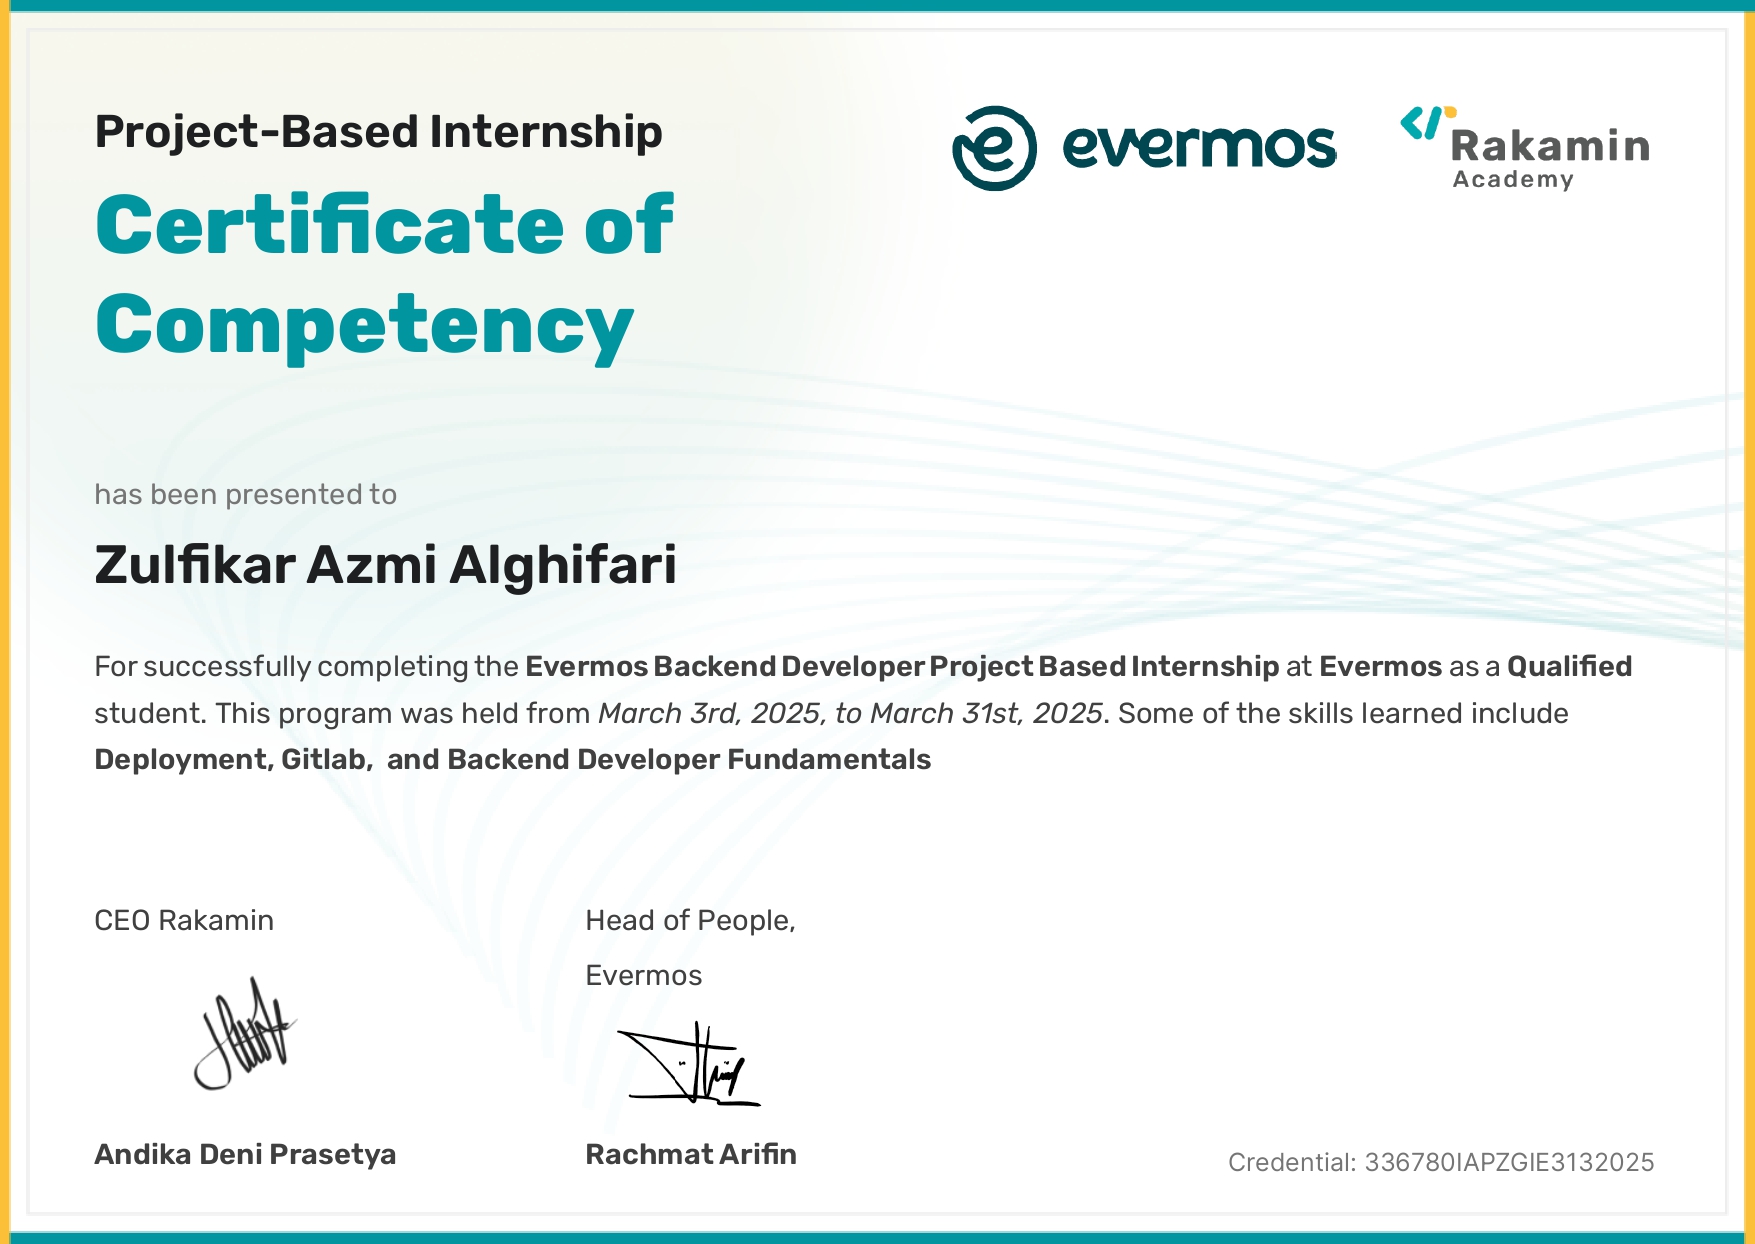 Project-Based Internship
Certificate of
Competency
evermos
Rakamin
Academy
has been presented to
Zulfikar Azmi Alghifari
For successfully completing the Evermos Backend Developer Project Based Internship at Evermos as a Qualified
student. This program was held from March 3rd, 2025, to March 31st, 2025. Some of the skills learned include
Deployment, Gitlab,  and Backend Developer Fundamentals
CEO Rakamin
Head of People,
Evermos
Andika Deni Prasetya
Rachmat Arifin
Credential: 336780IAPZGIE3132025